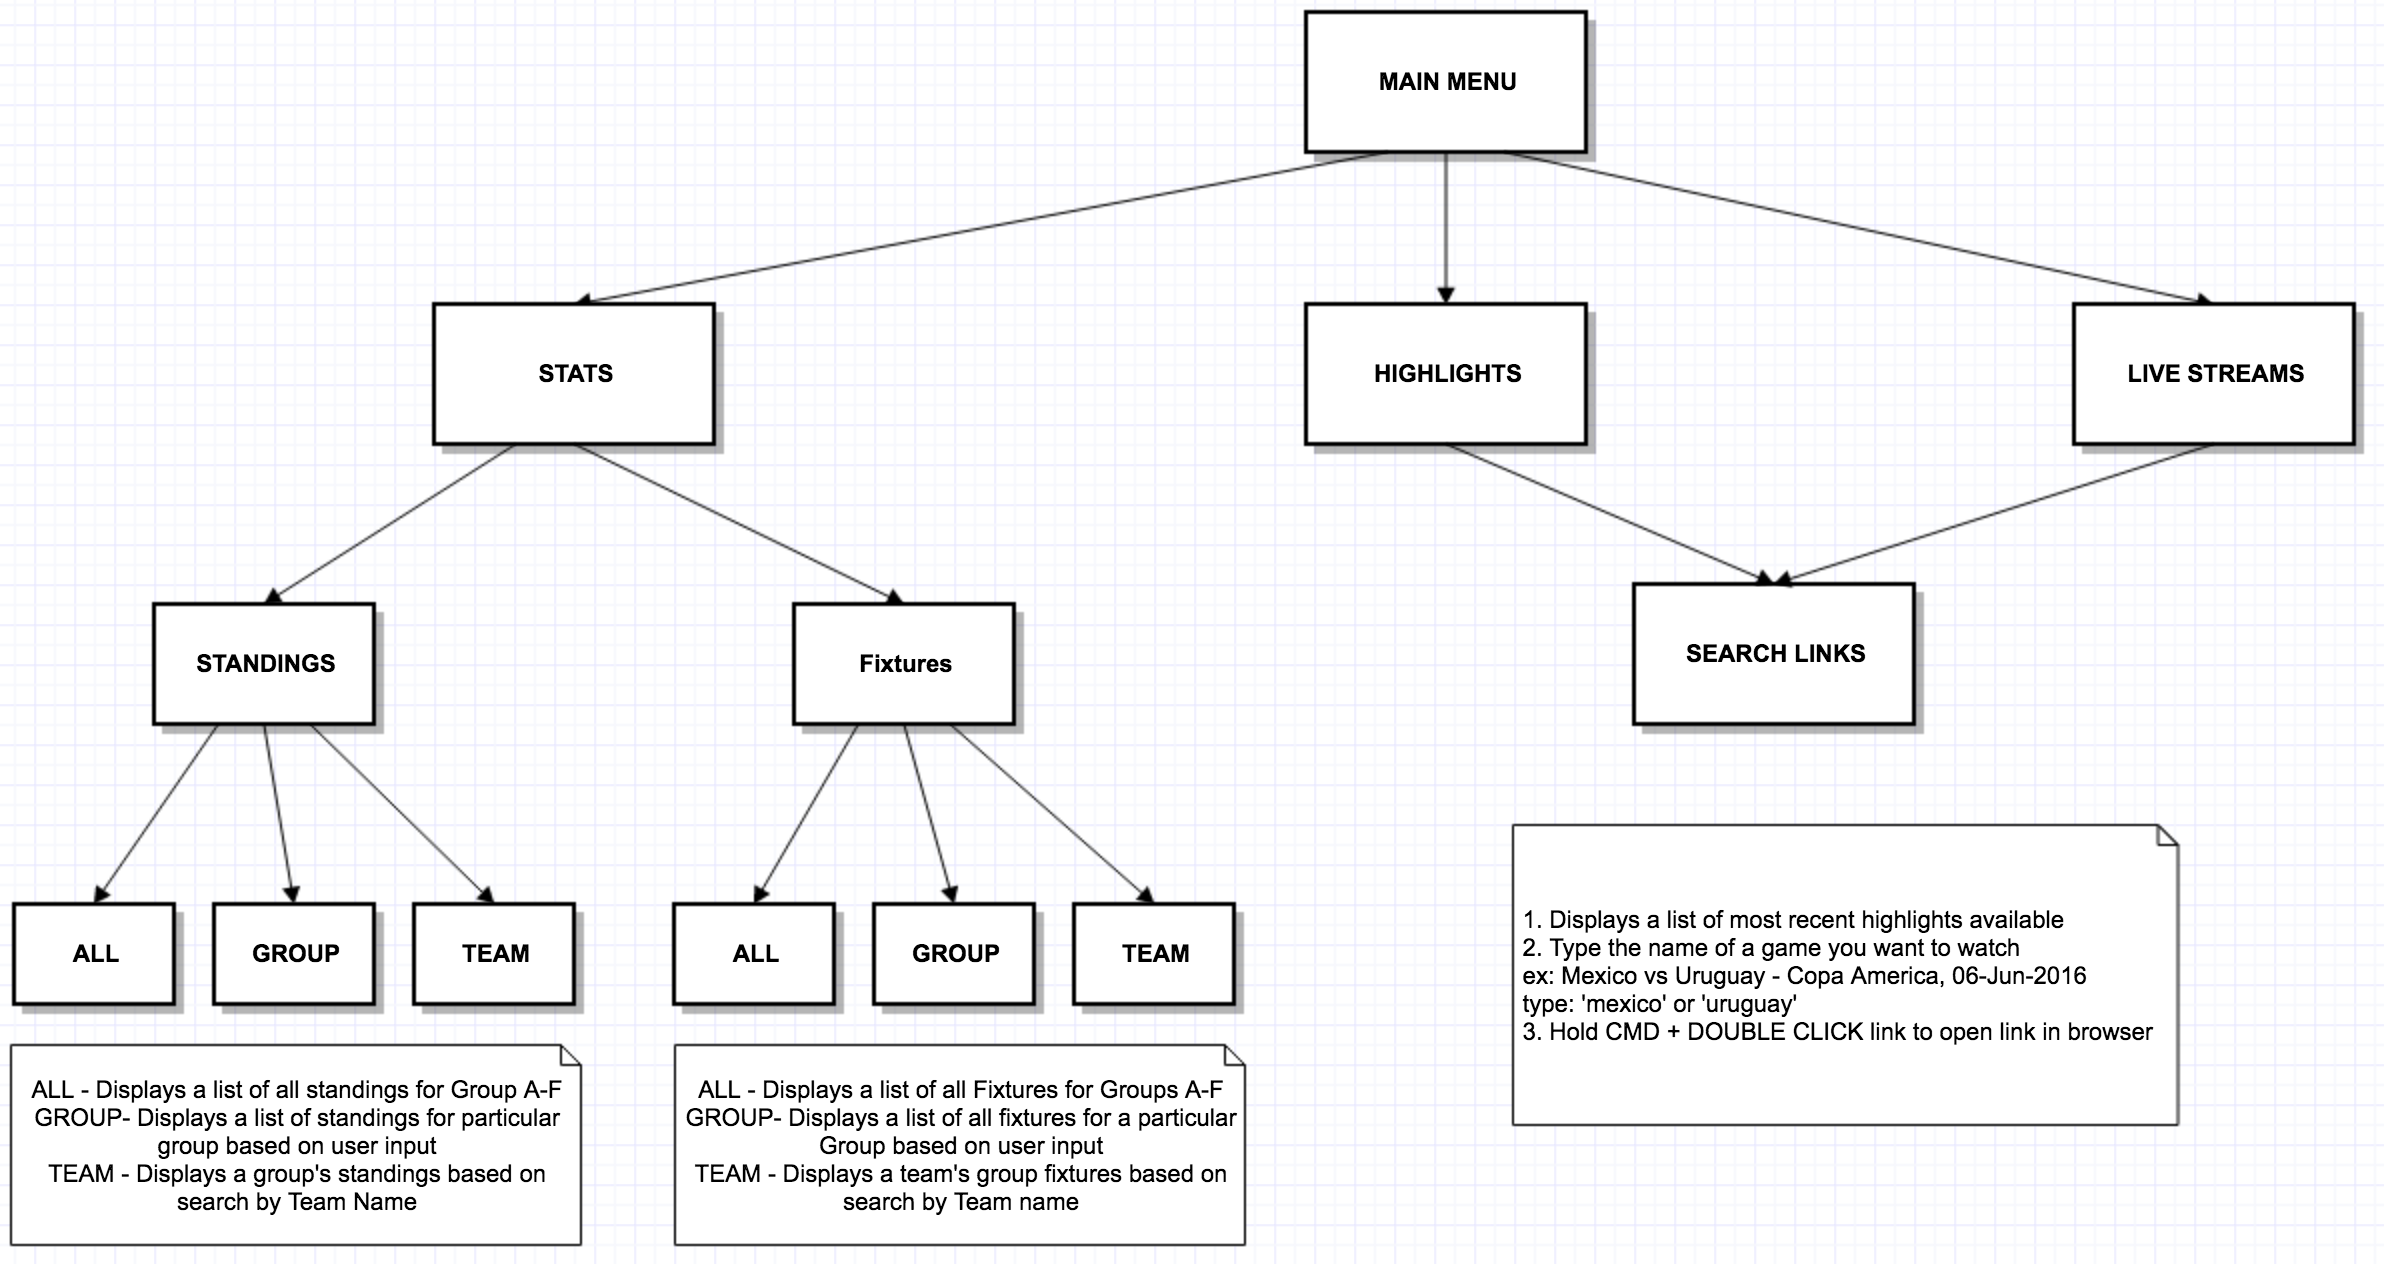 MAIN MENU
STATS
HIGHLIGHTS
LIVE STREAMS
STANDINGS
Fixtures
SEARCH LINKS
ALL
GROUP
TEAM
ALL
GROUP
TEAM
ALL - Displays a list of all standings for Group A-F
GROUP- Displays a list of standings for particular
group based on user input
TEAM - Displays a group's standings based on
search by Team Name
ALL - Displays a list of all Fixtures for Groups A-F
GROUP- Displays a list of all fixtures for a particular
Group based on user input
TEAM - Displays a team's group fixtures based on
search by Team name
1. Displays a list of most recent highlights available
2. Type the name of a game you want to watch
ex: Mexico vs Uruguay - Copa America, 06-Jun-2016
type: 'mexico' or 'uruguay'
3. Hold CMD + DOUBLE CLICK link to open link in browser